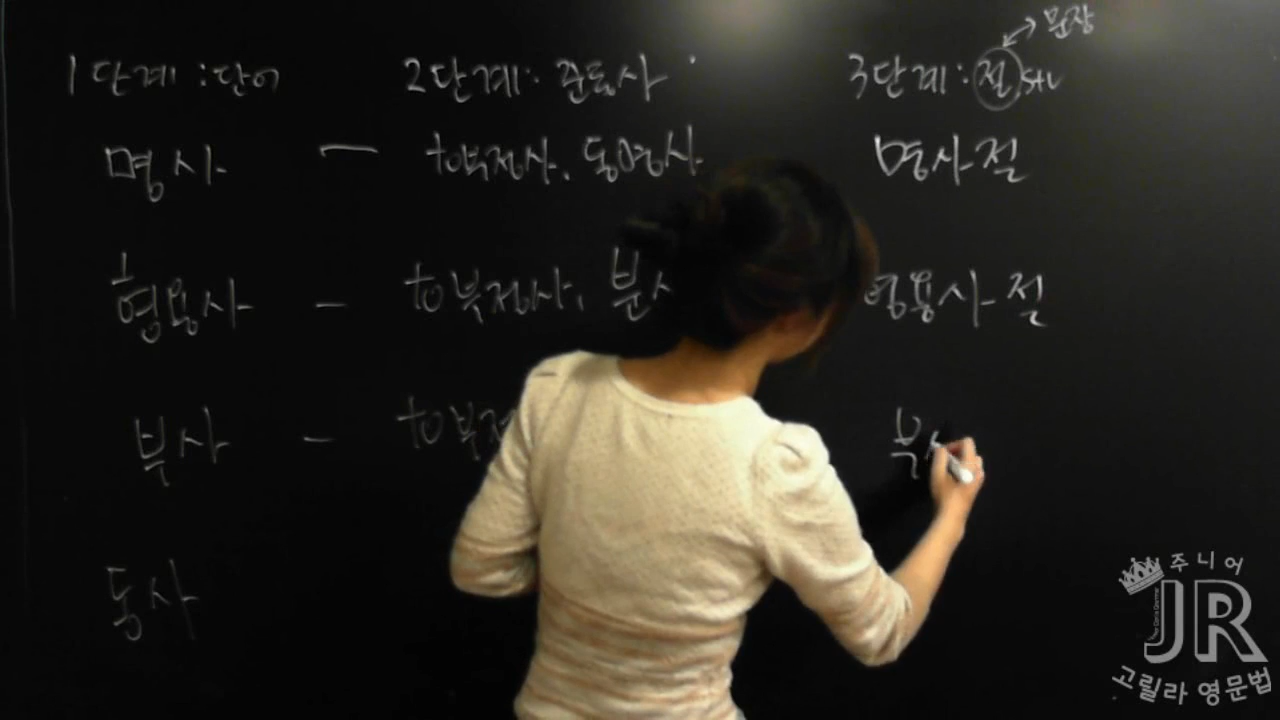 문장
1단계 : 단어 2단계 : 준동사 3단계 : 절 S+V
명사 — to부정사, 동명사 명사절
형용사 - to부정사, 분사 형용사절
부사 - to부정 부사
동사
주니어
JR
고릴라 영문법